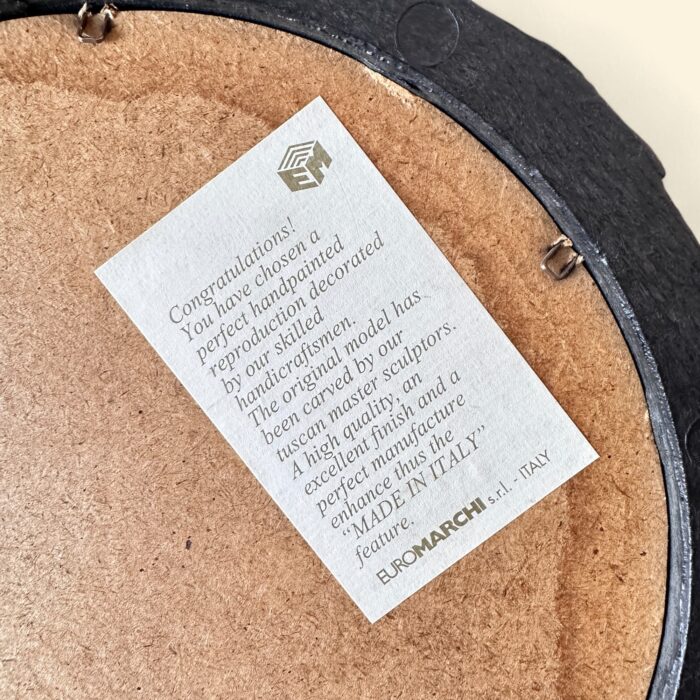 EM
Congratulations!
You have chosen a
perfect handpainted
reproduction decorated
by our skilled
handicraftsmen.
The original model has
been carved by our
tuscan master sculptors.
A high quality, an
excellent finish and a
perfect manufacture
enhance thus the
“MADE IN ITALY”
feature.
EUROMARCHI s.r.l. - ITALY